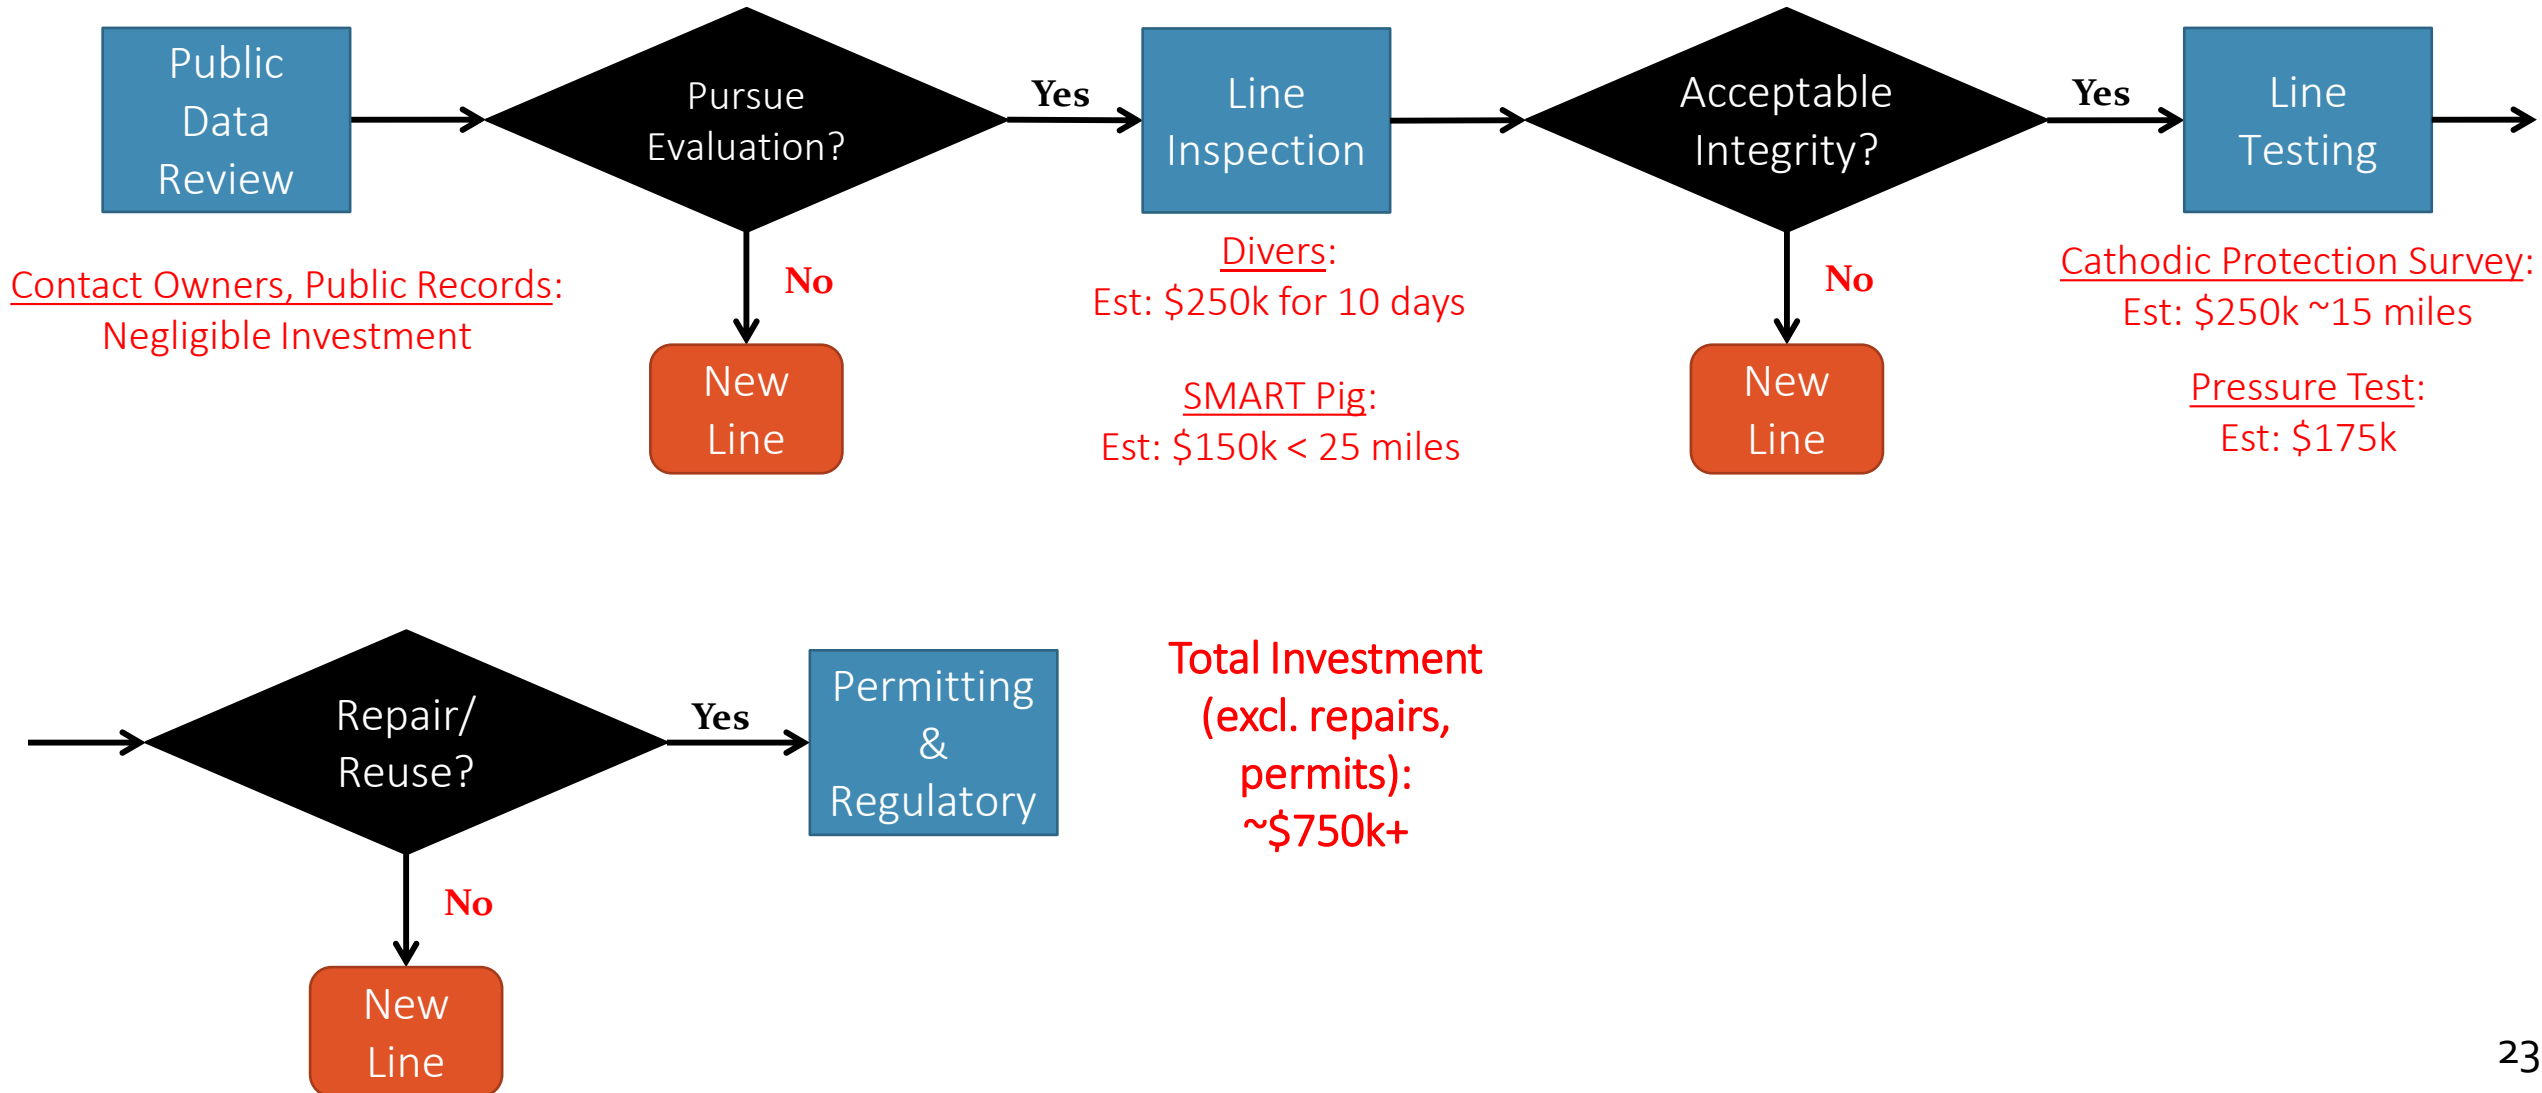 Public
Data
Review
Pursue
Evaluation?
Yes
Line
Inspection
Acceptable
Integrity?
Yes
Line
Testing
Contact Owners, Public Records:
Negligible Investment
No
New
Line
Divers:
Est: $250k for 10 days
SMART Pig:
Est: $150k < 25 miles
No
New
Line
Cathodic Protection Survey:
Est: $250k ~15 miles
Pressure Test:
Est: $175k
Repair/
Reuse?
Yes
Permitting
&
Regulatory
Total Investment
(excl. repairs,
permits):
~$750k+
No
New
Line
23